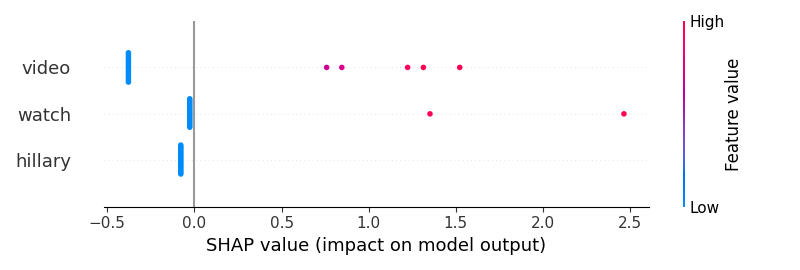 High
video
watch
hillary
Low
−0.5 0.0 0.5 1.0 1.5 2.0 2.5
SHAP value (impact on model output)
Feature value